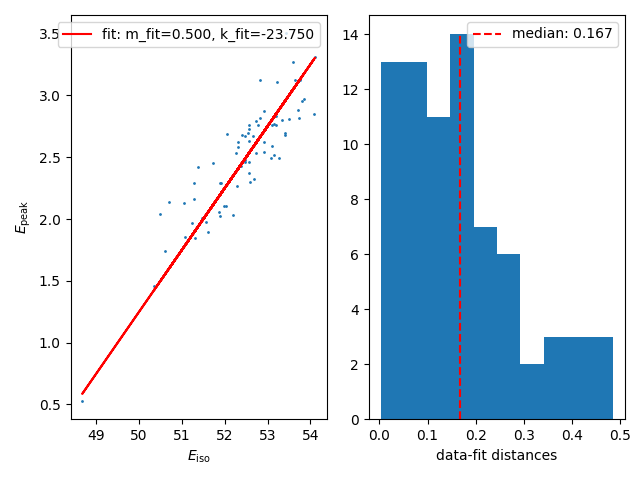 fit: m_fit=0.500, k_fit=-23.750
3.5
3.0
2.5
2.0
1.5
1.0
0.5
E_peak
49 50 51 52 53 54
E_iso
median: 0.167
14
12
10
8
6
4
2
0
0.0 0.1 0.2 0.3 0.4 0.5
data-fit distances